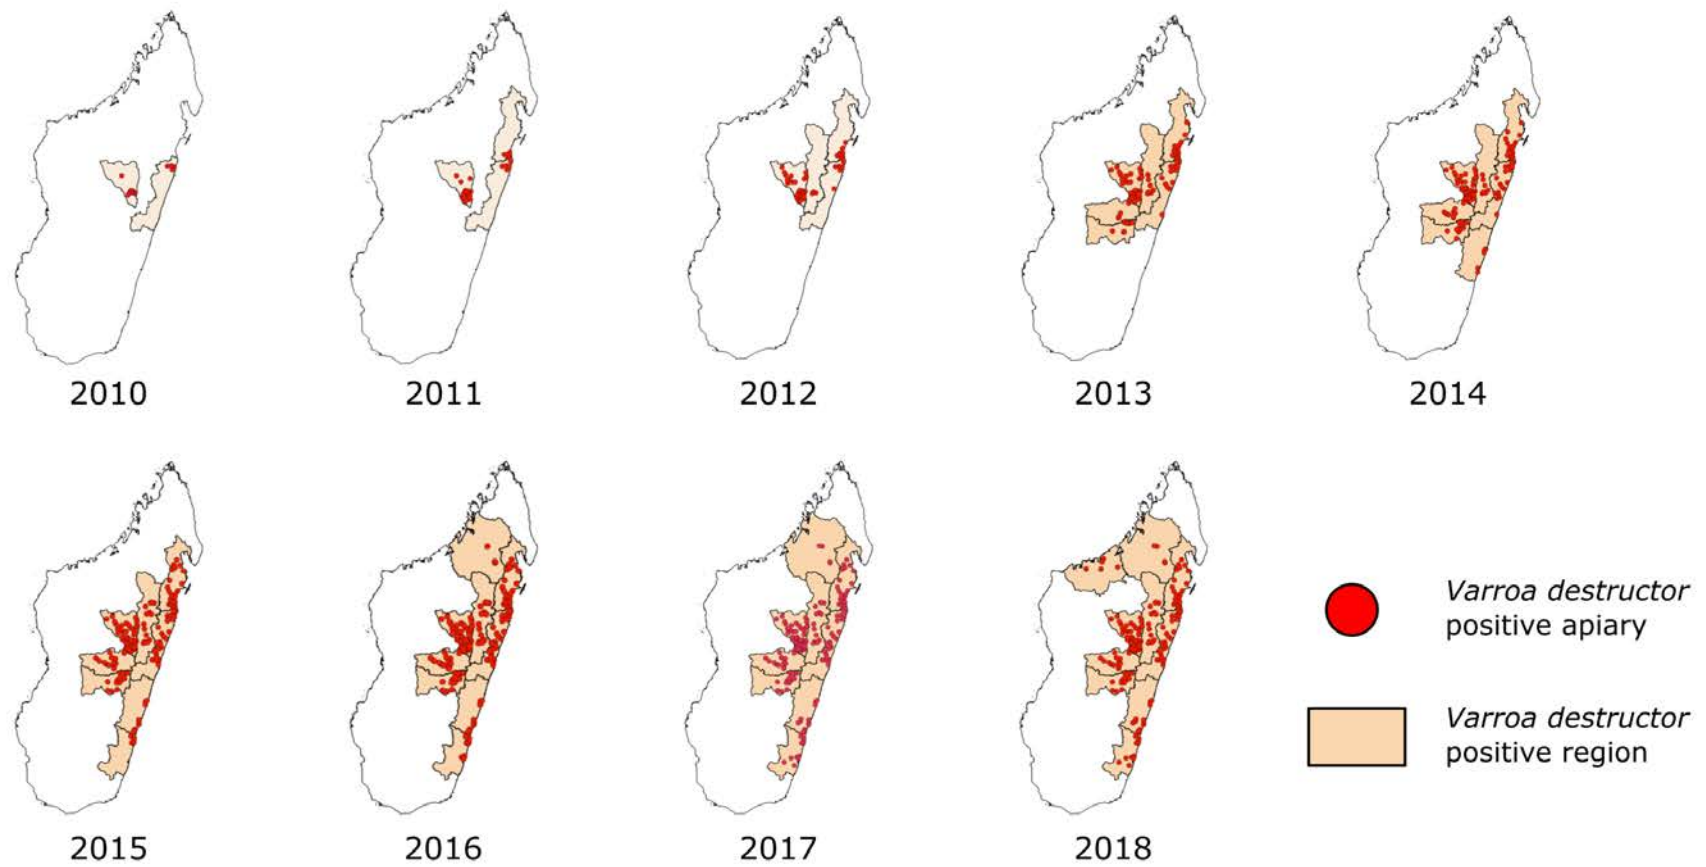 2010
2011
2012
2013
2014
2015
2016
2017
2018
Varroa destructor
positive apiary
Varroa destructor
positive region